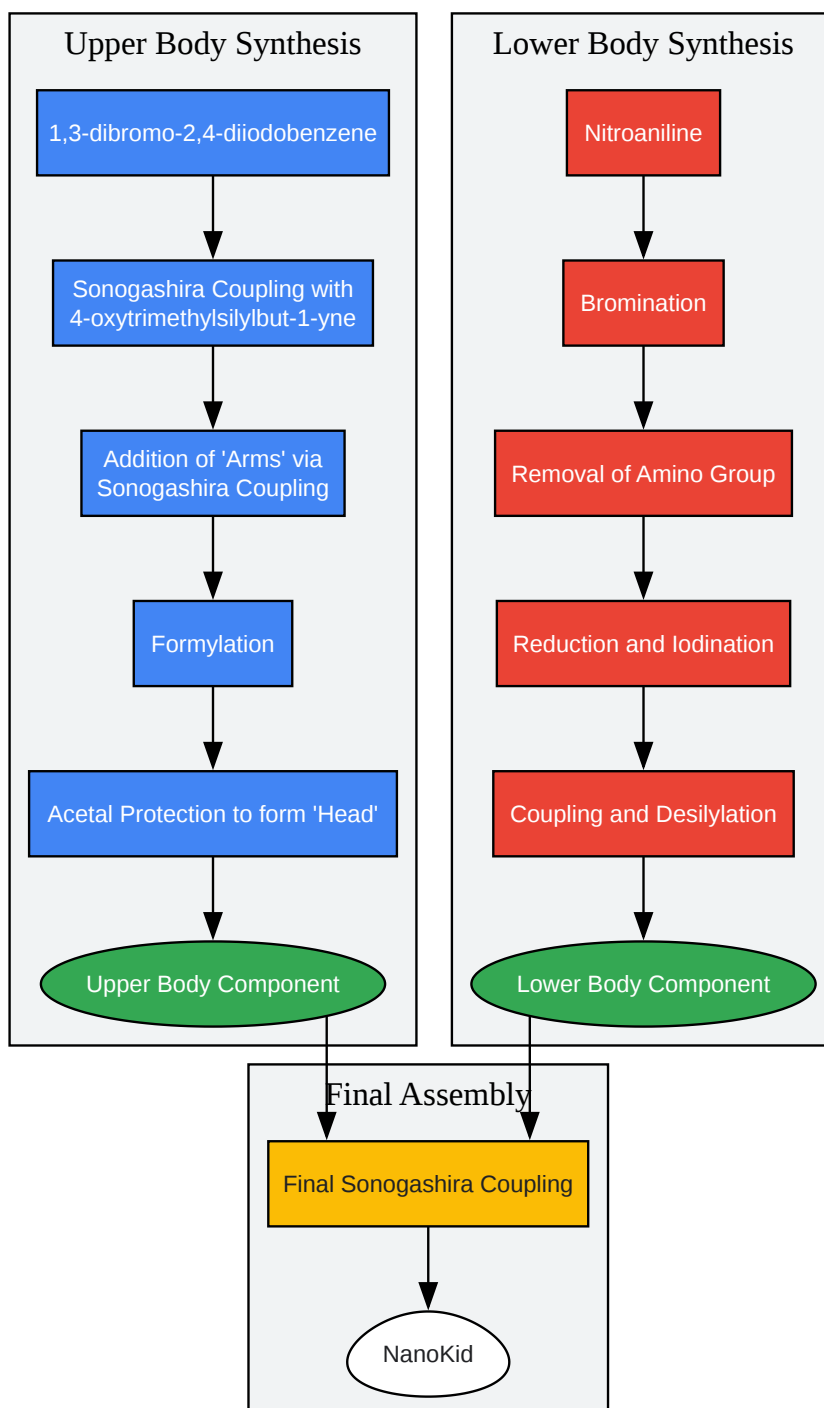 Upper Body Synthesis
1,3-dibromo-2,4-diiodobenzene
Sonogashira Coupling with
4-oxytrimethylsilylbut-1-yne
Addition of 'Arms' via
Sonogashira Coupling
Formylation
Acetal Protection to form 'Head'
Upper Body Component
Lower Body Synthesis
Nitroaniline
Bromination
Removal of Amino Group
Reduction and Iodination
Coupling and Desilylation
Lower Body Component
Final Assembly
Final Sonogashira Coupling
NanoKid